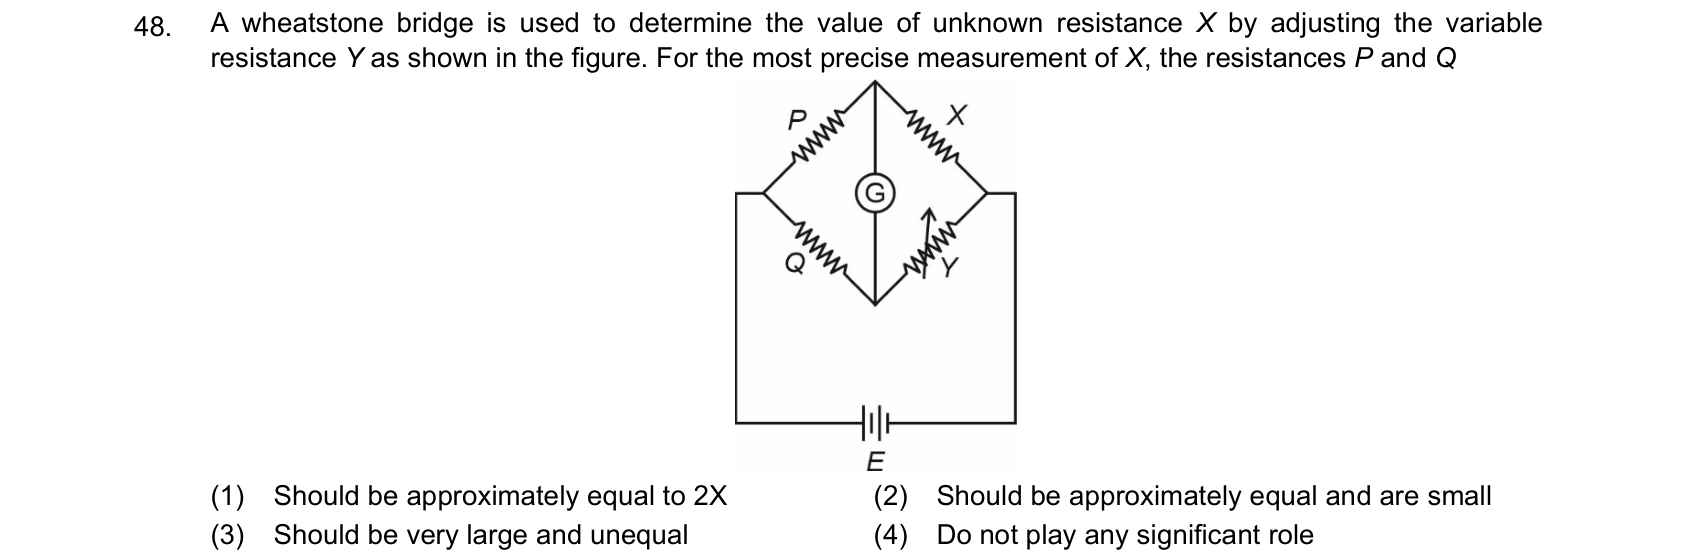 48. A wheatstone bridge is used to determine the value of unknown resistance X by adjusting the variable
resistance Y as shown in the figure. For the most precise measurement of X, the resistances P and Q
P
X
G
Q
Y
E
(1) Should be approximately equal to 2X (2) Should be approximately equal and are small
(3) Should be very large and unequal (4) Do not play any significant role